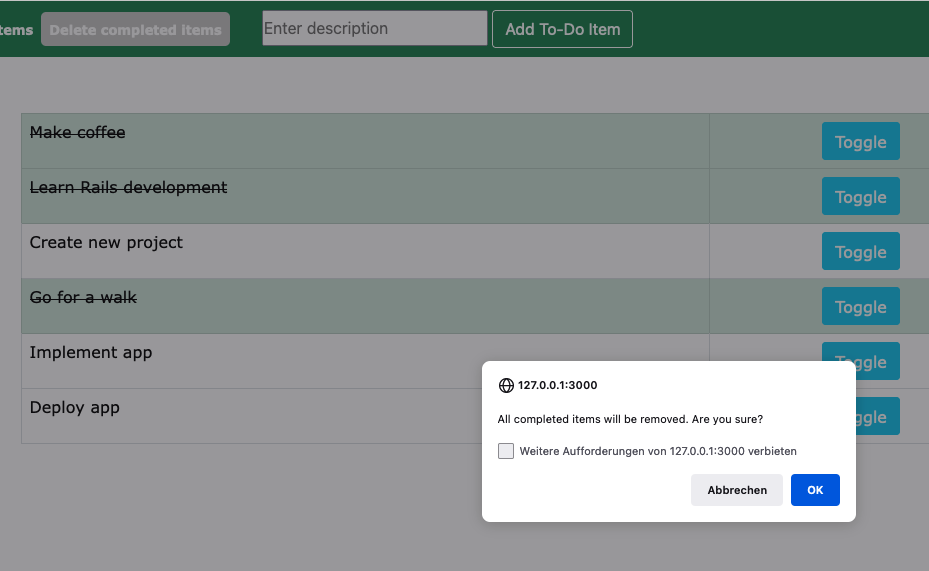 tems Delete completed items Enter description Add To-Do Item
Make coffee Toggle
Learn Rails development Toggle
Create new project Toggle
Go for a walk Toggle
Implement app Toggle
Deploy app ggle
127.0.0.1:3000
All completed items will be removed. Are you sure?
Weitere Aufforderungen von 127.0.0.1:3000 verbieten
Abbrechen OK